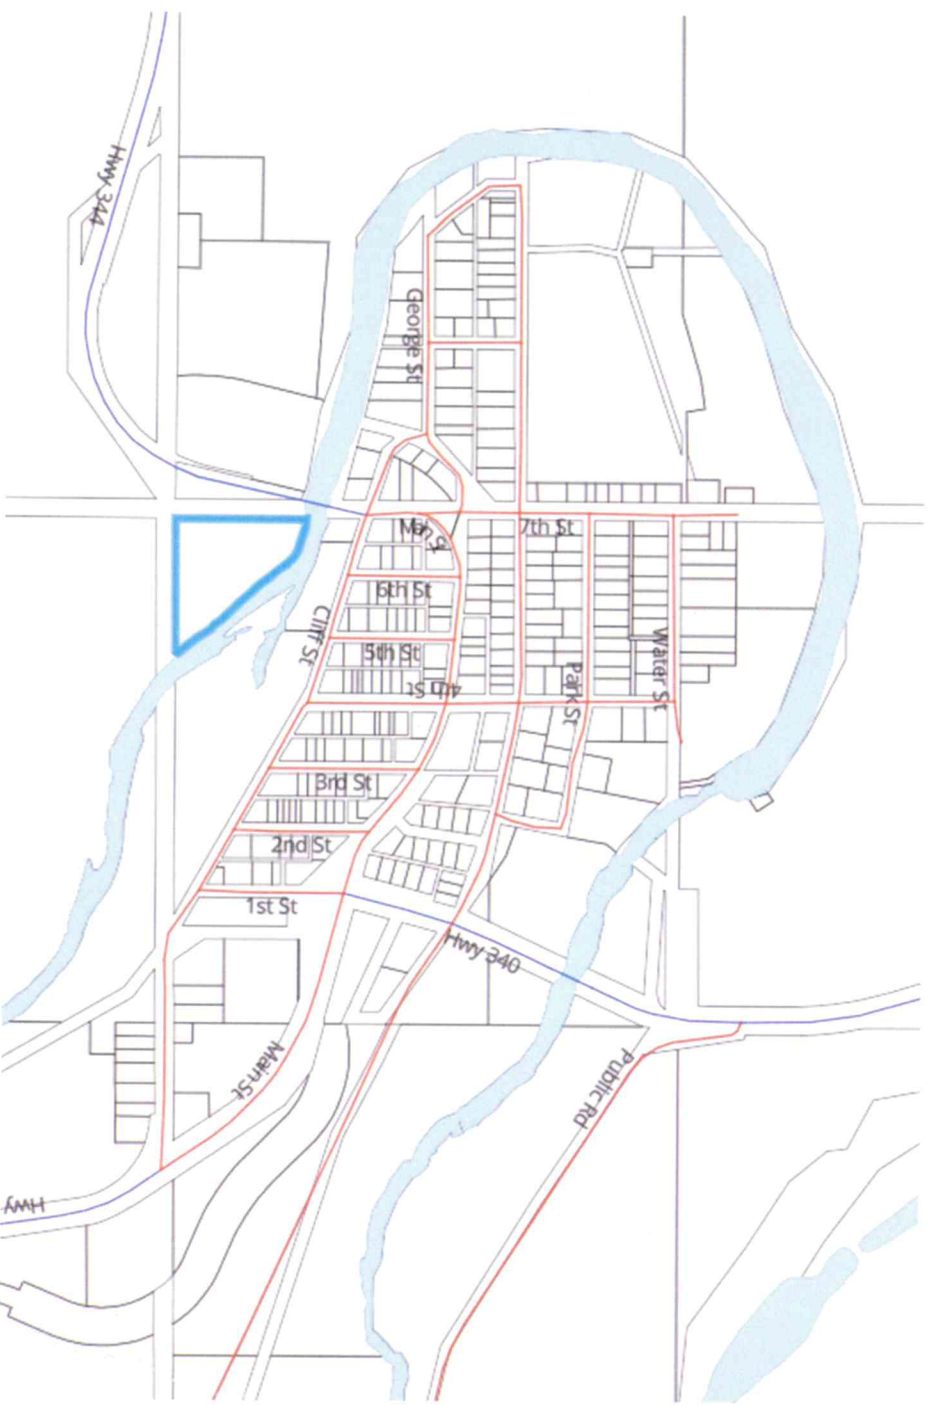 Hwy 344
George St
Main St
7th St
6th St
Cliff St
5th St
Water St
4th St
Park St
3rd St
2nd St
1st St
Hwy 340
Main St
Public Rd
Hwy